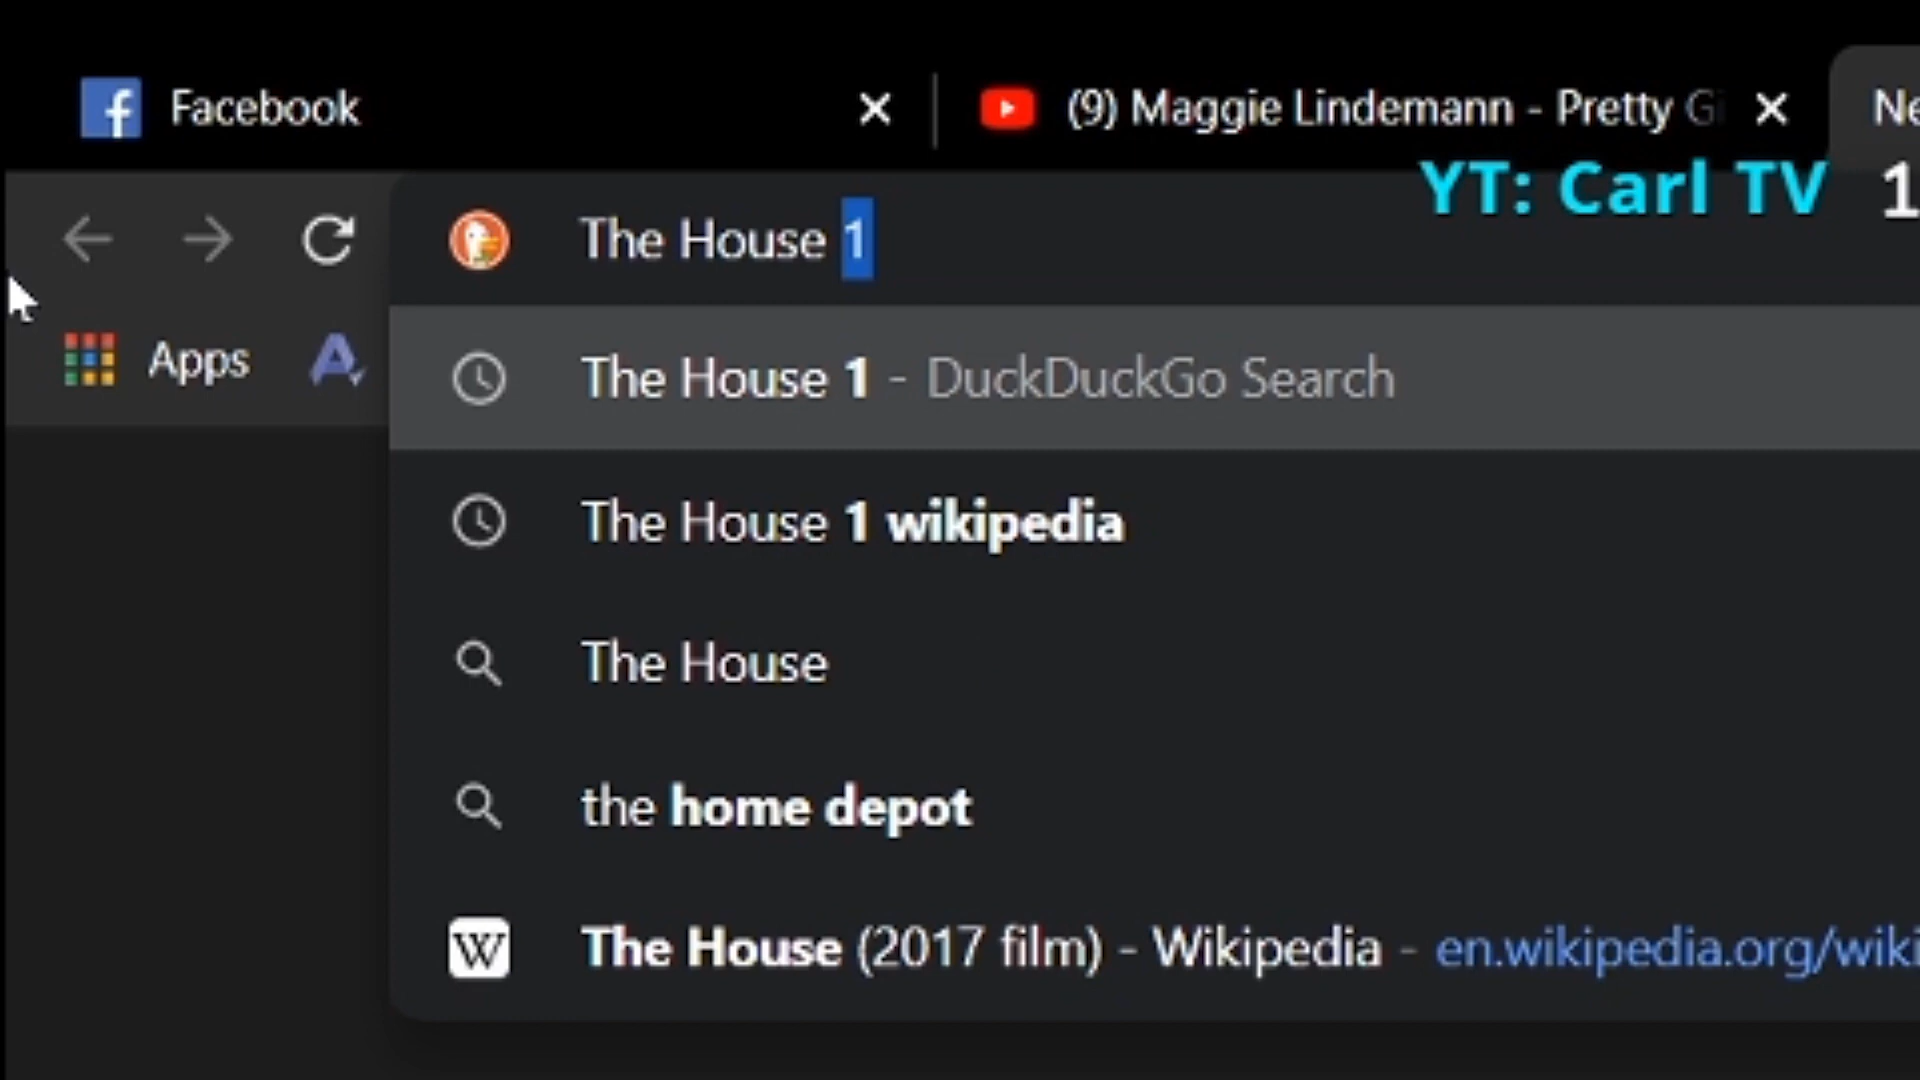 Facebook
(9) Maggie Lindemann - Pretty
YT: Carl TV 1
The House 1
Apps
The House 1 - DuckDuckGo Search
The House 1 wikipedia
The House
the home depot
W The House (2017 film) - Wikipedia - en.wikipedia.org/wiki